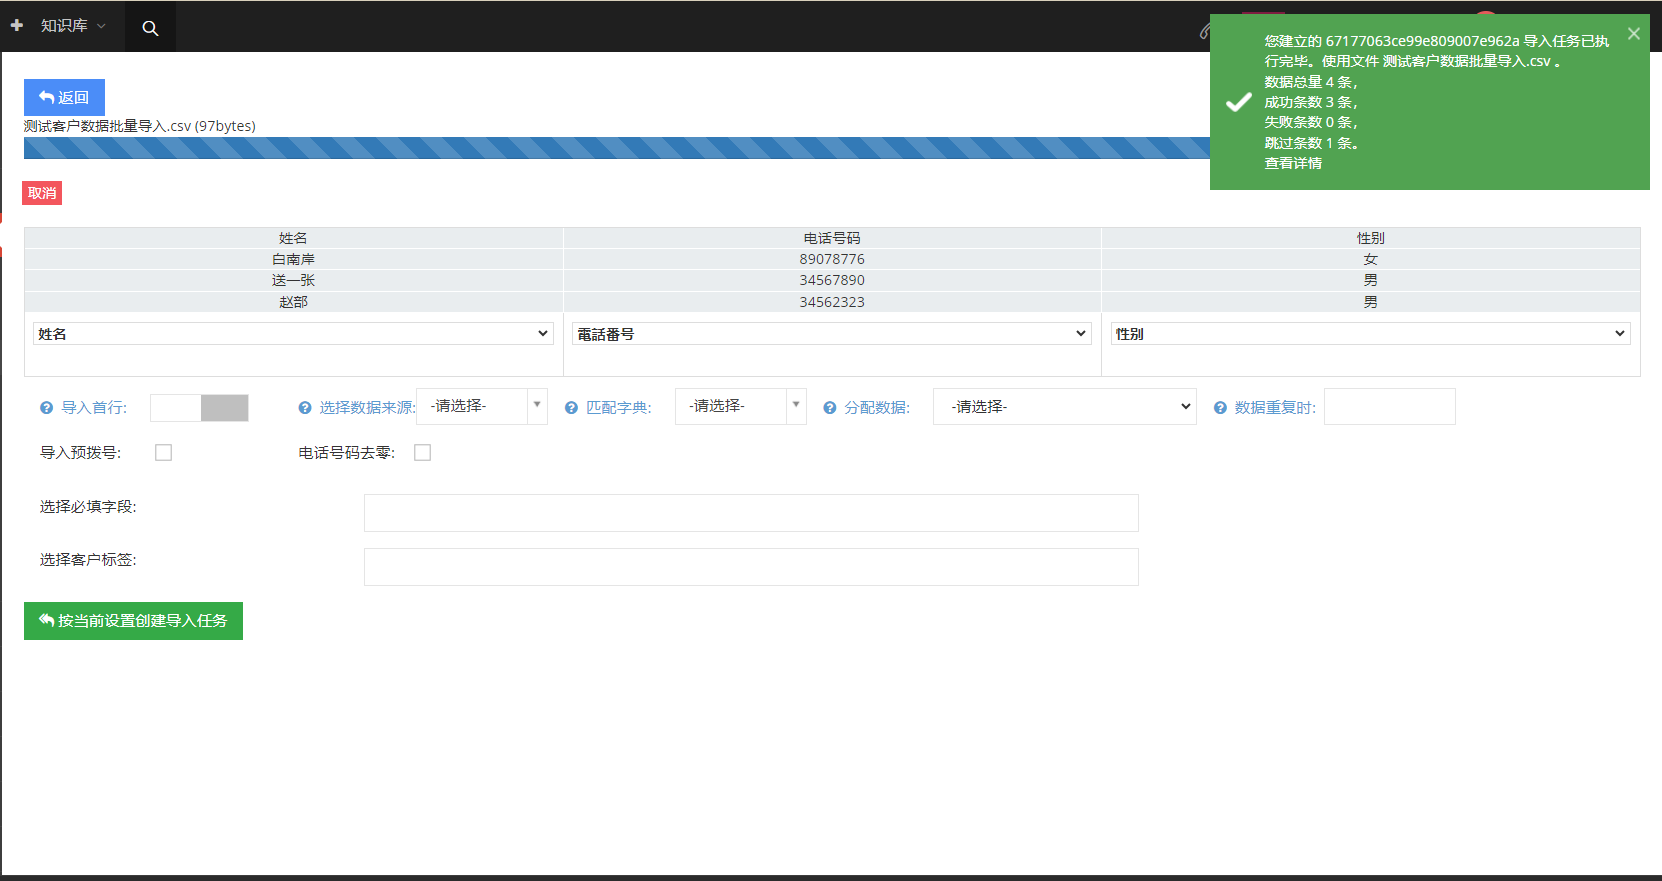 知识库
您建立的 67177063ce99e809007e962a 导入任务已执
行完毕。使用文件 测试客户数据批量导入.csv 。
数据总量 4 条，
成功条数 3 条，
失败条数 0 条，
跳过条数 1 条。
查看详情
返回
测试客户数据批量导入.csv (97bytes)
取消
姓名 电话号码 性别
白南岸 89078776 女
送一张 34567890 男
赵部 34562323 男
姓名 電話番号 性别
导入首行: 选择数据来源: -请选择- 匹配字典: -请选择- 分配数据: -请选择- 数据重复时:
导入预拨号: 电话号码去零:
选择必填字段:
选择客户标签:
按当前设置创建导入任务